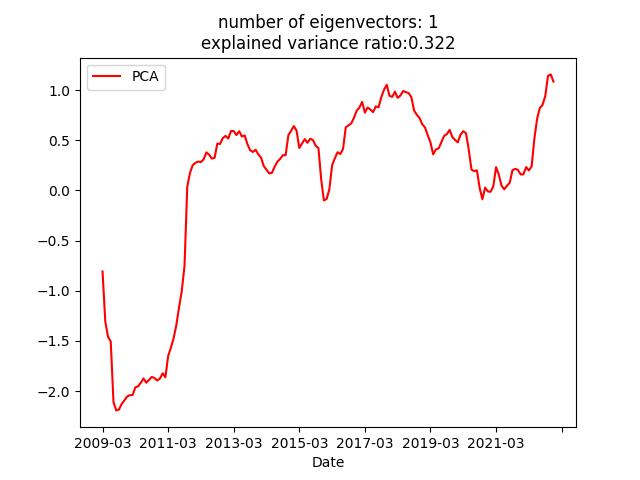 number of eigenvectors: 1
explained variance ratio:0.322
PCA
1.0
0.5
0.0
−0.5
−1.0
−1.5
−2.0
2009-03 2011-03 2013-03 2015-03 2017-03 2019-03 2021-03
Date